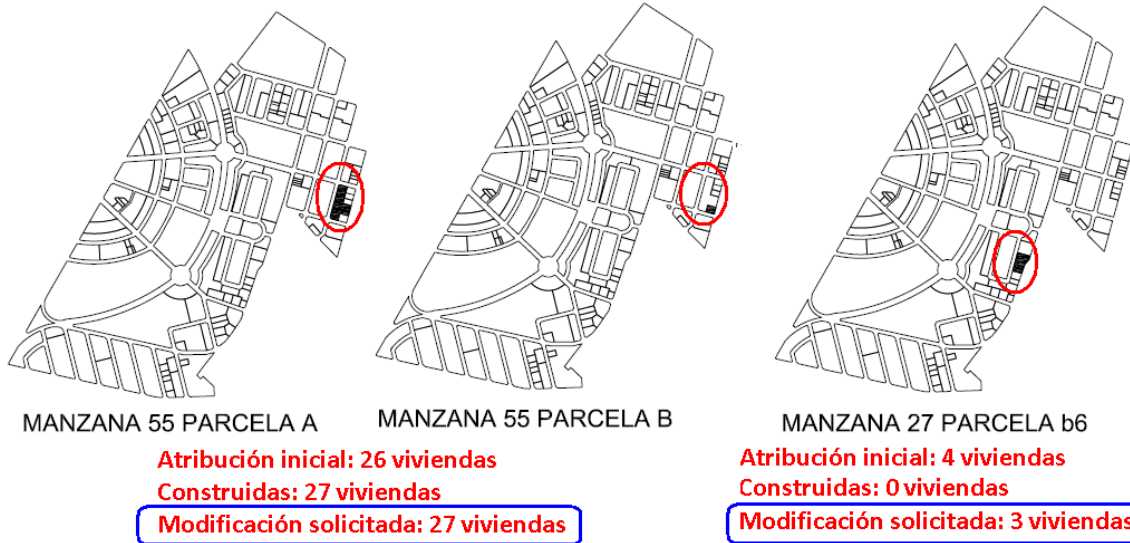 MANZANA 55 PARCELA A
MANZANA 55 PARCELA B
MANZANA 27 PARCELA b6
Atribución inicial: 26 viviendas
Construidas: 27 viviendas
Modificación solicitada: 27 viviendas
Atribución inicial: 4 viviendas
Construidas: 0 viviendas
Modificación solicitada: 3 viviendas